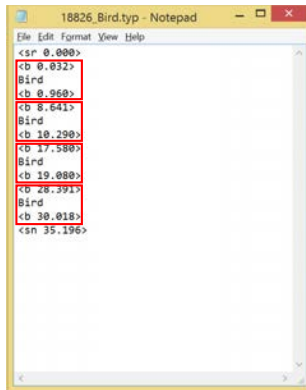 18826_Bird.typ - Notepad
File Edit Format View Help
<sr 0.000>
<b 0.032>
Bird
<b 0.960>
<b 8.641>
Bird
<b 10.290>
<b 17.580>
Bird
<b 19.080>
<b 28.391>
Bird
<b 30.018>
<sn 35.196>